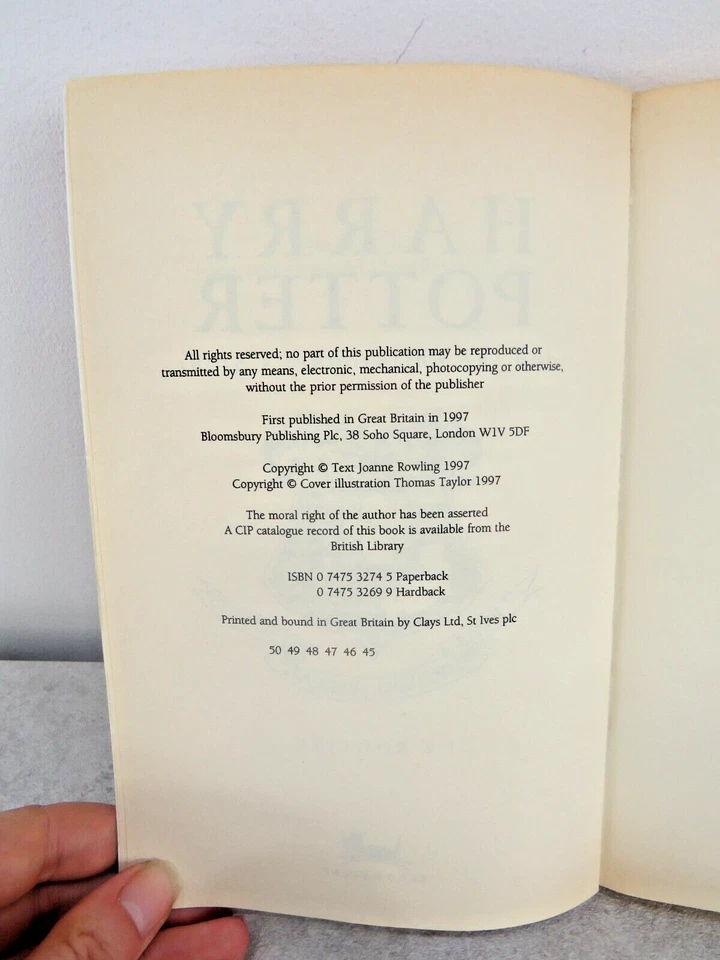 HARRY
POTTER
All rights reserved; no part of this publication may be reproduced or
transmitted by any means, electronic, mechanical, photocopying or otherwise,
without the prior permission of the publisher
First published in Great Britain in 1997
Bloomsbury Publishing Plc, 38 Soho Square, London W1V 5DF
Copyright © Text Joanne Rowling 1997
Copyright © Cover illustration Thomas Taylor 1997
The moral right of the author has been asserted
A CIP catalogue record of this book is available from the
British Library
ISBN 0 7475 3274 5 Paperback
0 7475 3269 9 Hardback
Printed and bound in Great Britain by Clays Ltd, St Ives plc
50 49 48 47 46 45